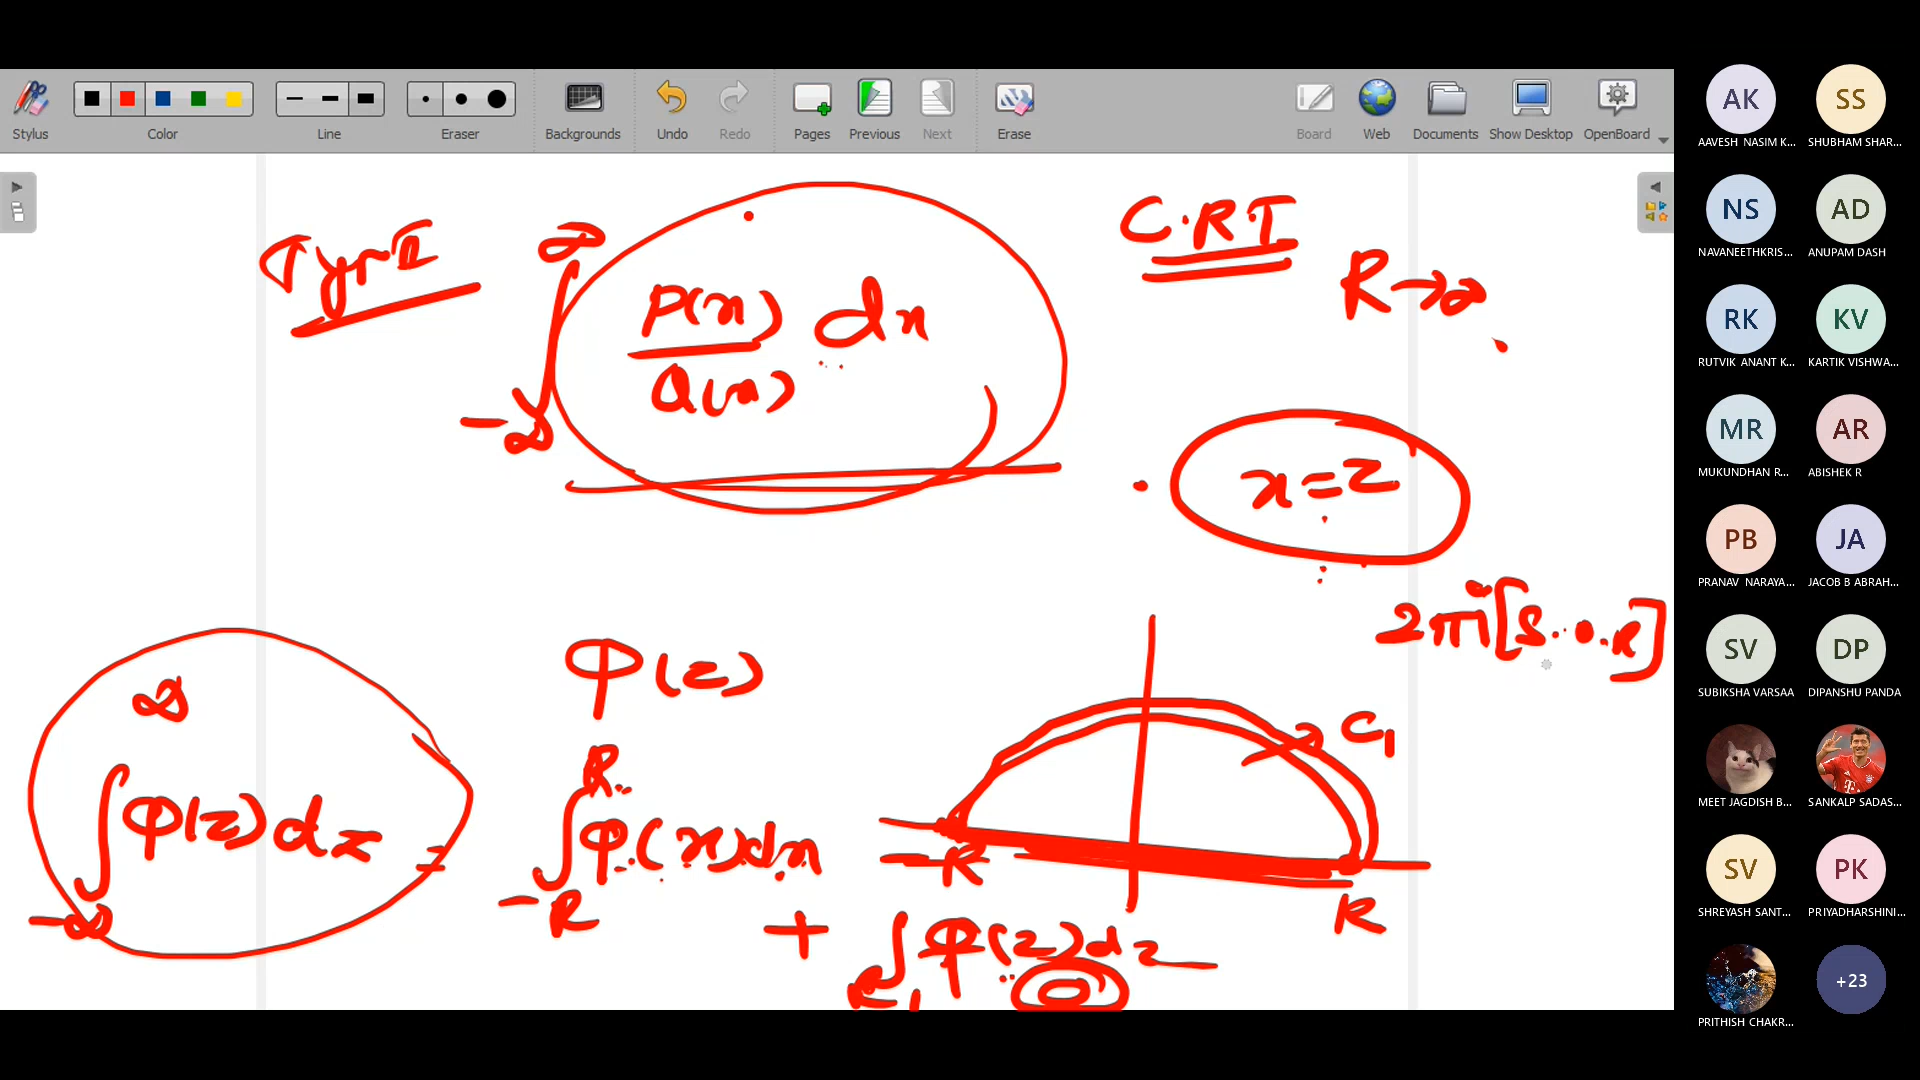 Stylus
Color
Line
Eraser
Backgrounds
Undo
Redo
Pages
Previous
Next
Erase
Board
Web
Documents
Show Desktop
OpenBoard
Type II
∫_{-∞}^{∞} P(x)/Q(x) dx
C.R.T
R→∞
x=z
2πi[S.O.R]
φ(z)
C₁
-R
R
∞
∫_{-∞} φ(z)dz =
∫_{-R}^{R} φ(x)dx
+ ∫_{C₁} φ(z)dz
0
AK
AAVESH NASIM K...
SS
SHUBHAM SHAR...
NS
NAVANEETHKRIS...
AD
ANUPAM DASH
RK
RUTVIK ANANT K...
KV
KARTIK VISHWA...
MR
MUKUNDHAN R...
AR
ABISHEK R
PB
PRANAV NARAYA...
JA
JACOB B ABRAH...
SV
SUBIKSHA VARSAA
DP
DIPANSHU PANDA
MEET JAGDISH B...
SANKALP SADAS...
SV
SHREYASH SANT...
PK
PRIYADHARSHINI...
PRITHISH CHAKR...
+23